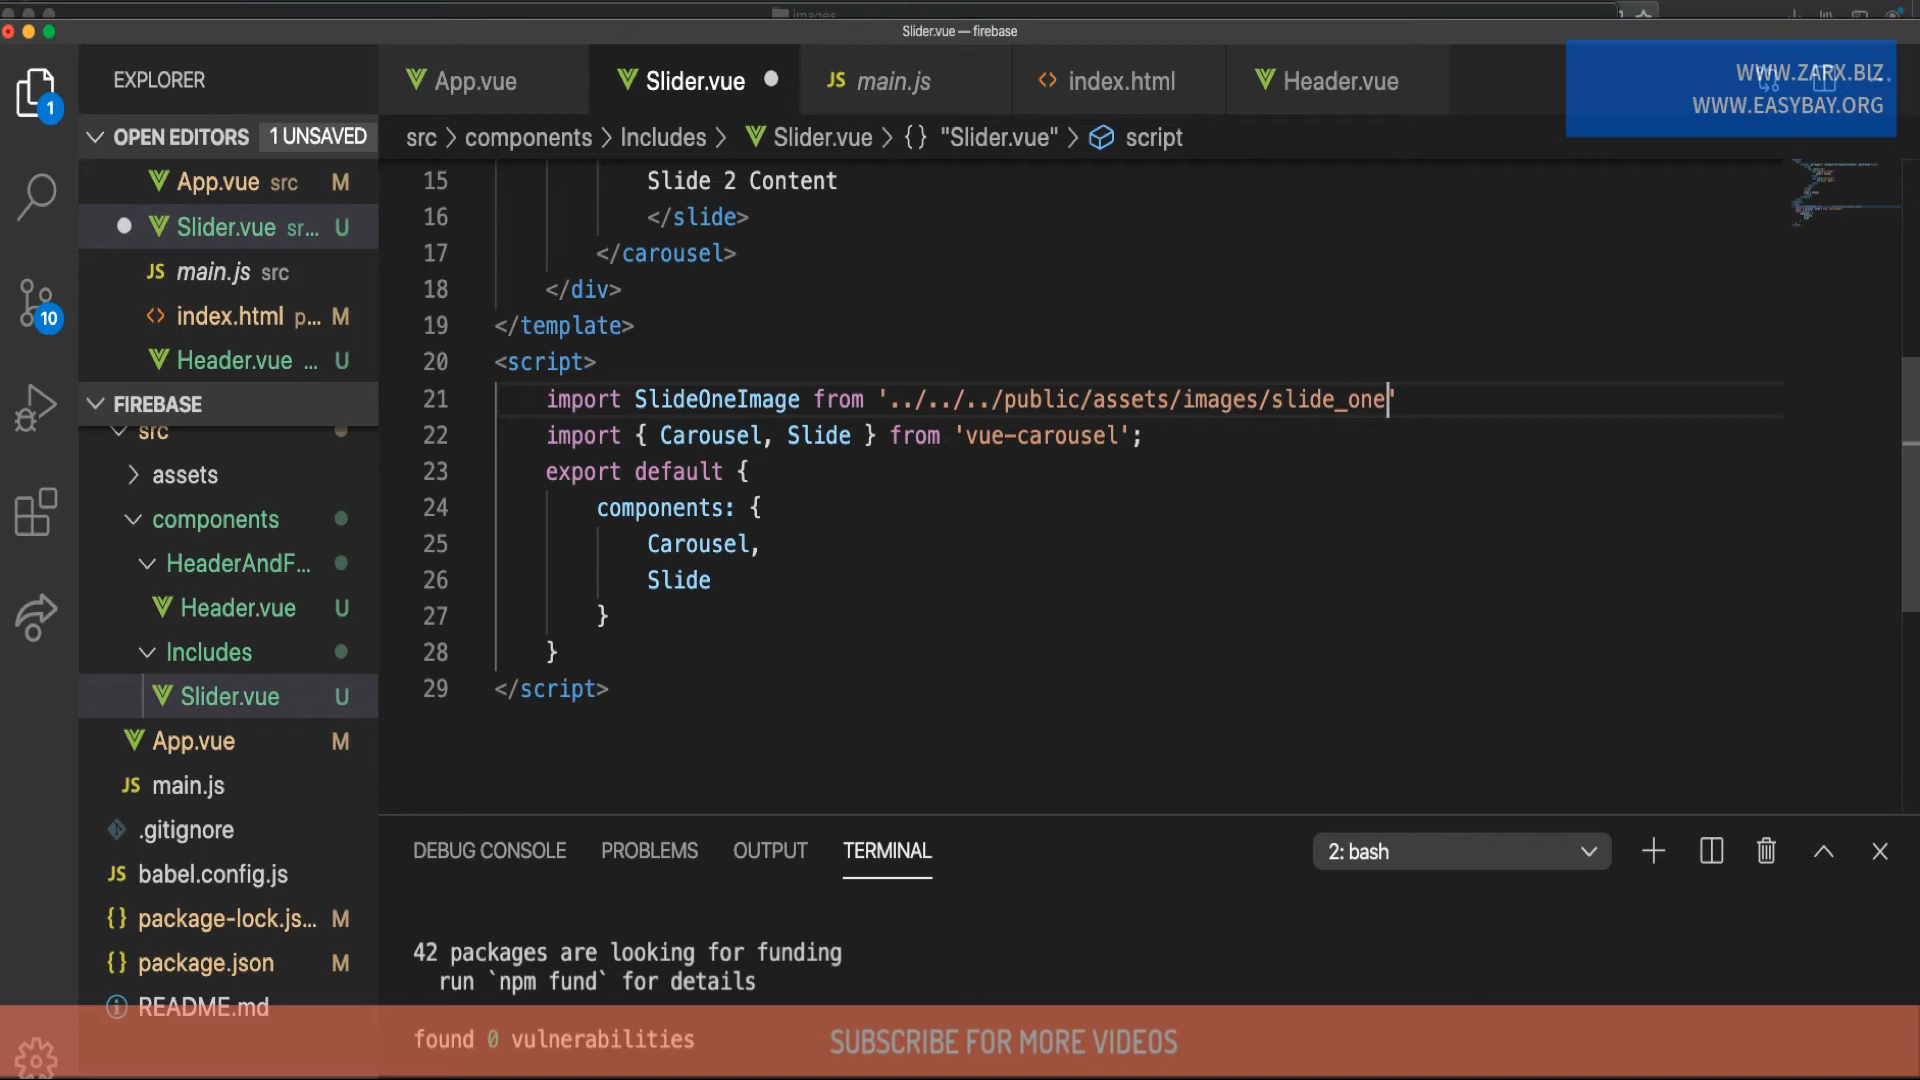 images
Slider.vue — firebase
EXPLORER
App.vue
Slider.vue
JS main.js
index.html
Header.vue
WWW.ZARX.BIZ
WWW.EASYBAY.ORG
1
OPEN EDITORS 1 UNSAVED
src > components > Includes > Slider.vue > {} "Slider.vue" > script
App.vue src M
Slider.vue sr... U
JS main.js src
index.html p... M
Header.vue ... U
10
FIREBASE
src
assets
components
HeaderAndF...
Header.vue U
Includes
Slider.vue U
App.vue M
JS main.js
.gitignore
JS babel.config.js
{} package-lock.js... M
{} package.json M
README.md
15 Slide 2 Content
16 </slide>
17 </carousel>
18 </div>
19 </template>
20 <script>
21 import SlideOneImage from '../../../public/assets/images/slide_one'
22 import { Carousel, Slide } from 'vue-carousel';
23 export default {
24 components: {
25 Carousel,
26 Slide
27 }
28 }
29 </script>
DEBUG CONSOLE PROBLEMS OUTPUT TERMINAL 2: bash
42 packages are looking for funding
run `npm fund` for details
found 0 vulnerabilities
SUBSCRIBE FOR MORE VIDEOS